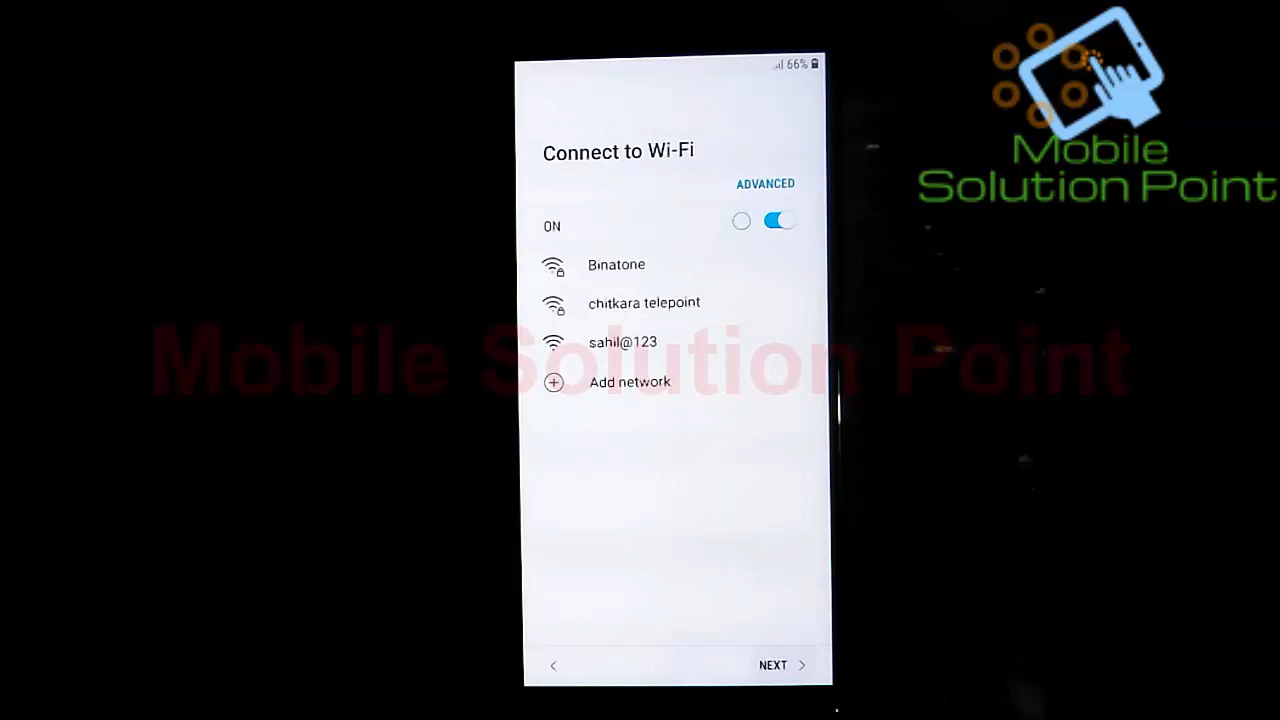 66%
Connect to Wi-Fi
ADVANCED
ON
Binatone
chitkara telepoint
sahil@123
Add network
NEXT
Mobile
Solution Point
Mobile Solution Point